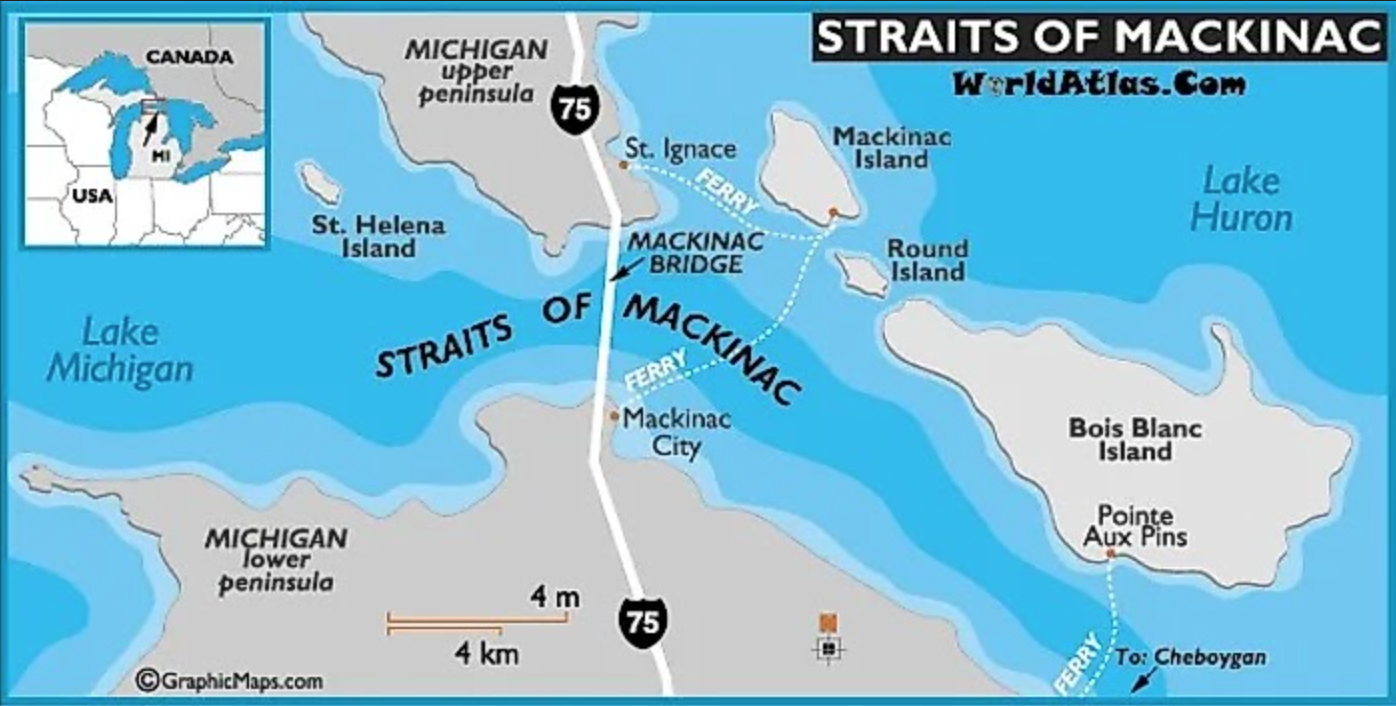 STRAITS OF MACKINAC
WorldAtlas.Com
CANADA
MI
USA
MICHIGAN
upper
peninsula
75
St. Ignace
FERRY
Mackinac
Island
Lake
Huron
St. Helena
Island
MACKINAC
BRIDGE
Round
Island
STRAITS OF MACKINAC
Lake
Michigan
FERRY
Mackinac
City
Bois Blanc
Island
Pointe
Aux Pins
MICHIGAN
lower
peninsula
4 m
4 km
75
FERRY
To: Cheboygan
©GraphicMaps.com